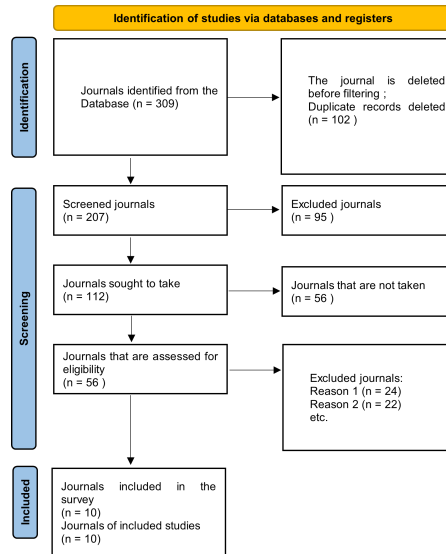 Identification of studies via databases and registers
Identification
Journals identified from the
Database (n = 309)
The journal is deleted
before filtering ;
Duplicate records deleted
(n = 102 )
Screening
Screened journals
(n = 207)
Excluded journals
(n = 95 )
Journals sought to take
(n = 112)
Journals that are not taken
(n = 56 )
Journals that are assessed for
eligibility
(n = 56 )
Excluded journals:
Reason 1 (n = 24)
Reason 2 (n = 22)
etc.
Included
Journals included in the
survey
(n = 10)
Journals of included studies
(n = 10)